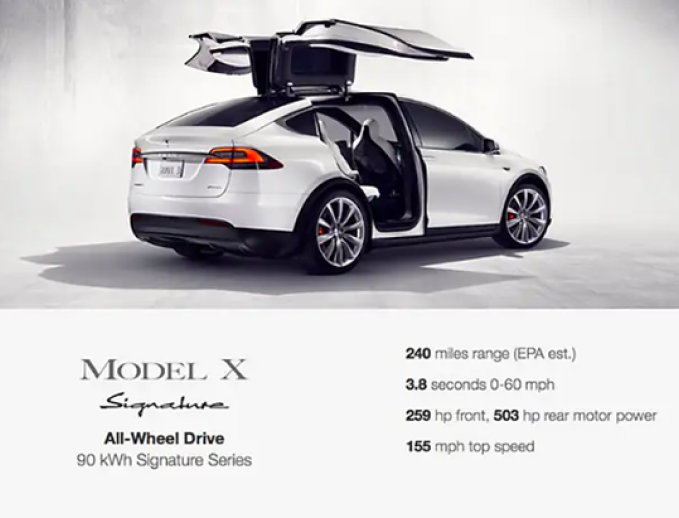 MODEL X
Signature
All-Wheel Drive
90 kWh Signature Series
240 miles range (EPA est.)
3.8 seconds 0-60 mph
259 hp front, 503 hp rear motor power
155 mph top speed